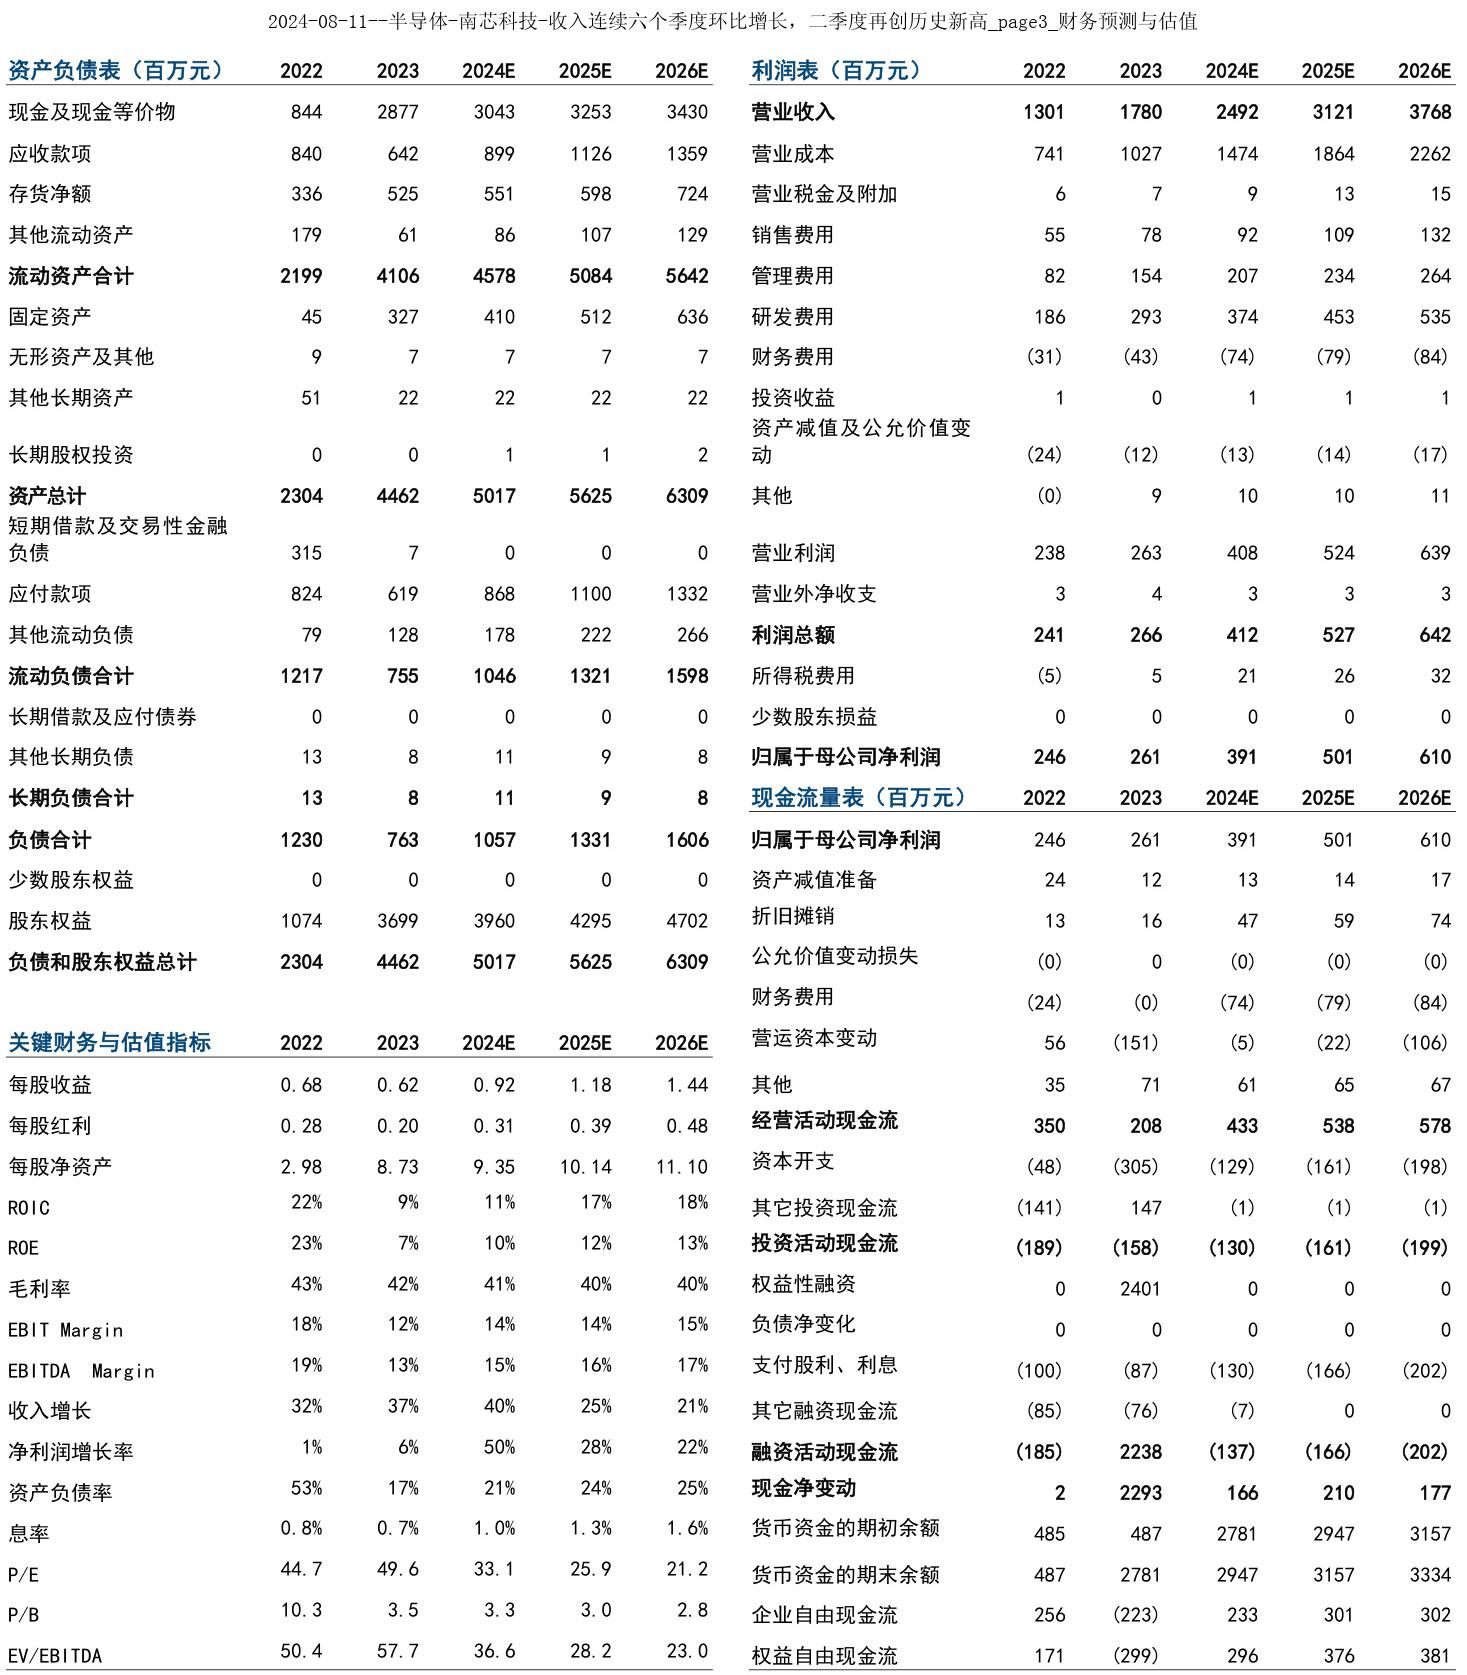 2024-08-11--半导体-南芯科技-收入连续六个季度环比增长，二季度再创历史新高_page3_财务预测与估值
资产负债表（百万元） 2022 2023 2024E 2025E 2026E
现金及现金等价物 844 2877 3043 3253 3430
应收款项 840 642 899 1126 1359
存货净额 336 525 551 598 724
其他流动资产 179 61 86 107 129
流动资产合计 2199 4106 4578 5084 5642
固定资产 45 327 410 512 636
无形资产及其他 9 7 7 7 7
其他长期资产 51 22 22 22 22
长期股权投资 0 0 1 1 2
资产总计 2304 4462 5017 5625 6309
短期借款及交易性金融
负债 315 7 0 0 0
应付款项 824 619 868 1100 1332
其他流动负债 79 128 178 222 266
流动负债合计 1217 755 1046 1321 1598
长期借款及应付债券 0 0 0 0 0
其他长期负债 13 8 11 9 8
长期负债合计 13 8 11 9 8
负债合计 1230 763 1057 1331 1606
少数股东权益 0 0 0 0 0
股东权益 1074 3699 3960 4295 4702
负债和股东权益总计 2304 4462 5017 5625 6309
关键财务与估值指标 2022 2023 2024E 2025E 2026E
每股收益 0.68 0.62 0.92 1.18 1.44
每股红利 0.28 0.20 0.31 0.39 0.48
每股净资产 2.98 8.73 9.35 10.14 11.10
ROIC 22% 9% 11% 17% 18%
ROE 23% 7% 10% 12% 13%
毛利率 43% 42% 41% 40% 40%
EBIT Margin 18% 12% 14% 14% 15%
EBITDA Margin 19% 13% 15% 16% 17%
收入增长 32% 37% 40% 25% 21%
净利润增长率 1% 6% 50% 28% 22%
资产负债率 53% 17% 21% 24% 25%
息率 0.8% 0.7% 1.0% 1.3% 1.6%
P/E 44.7 49.6 33.1 25.9 21.2
P/B 10.3 3.5 3.3 3.0 2.8
EV/EBITDA 50.4 57.7 36.6 28.2 23.0
利润表（百万元） 2022 2023 2024E 2025E 2026E
营业收入 1301 1780 2492 3121 3768
营业成本 741 1027 1474 1864 2262
营业税金及附加 6 7 9 13 15
销售费用 55 78 92 109 132
管理费用 82 154 207 234 264
研发费用 186 293 374 453 535
财务费用 (31) (43) (74) (79) (84)
投资收益 1 0 1 1 1
资产减值及公允价值变
动 (24) (12) (13) (14) (17)
其他 (0) 9 10 10 11
营业利润 238 263 408 524 639
营业外净收支 3 4 3 3 3
利润总额 241 266 412 527 642
所得税费用 (5) 5 21 26 32
少数股东损益 0 0 0 0 0
归属于母公司净利润 246 261 391 501 610
现金流量表（百万元） 2022 2023 2024E 2025E 2026E
归属于母公司净利润 246 261 391 501 610
资产减值准备 24 12 13 14 17
折旧摊销 13 16 47 59 74
公允价值变动损失 (0) 0 (0) (0) (0)
财务费用 (24) (0) (74) (79) (84)
营运资本变动 56 (151) (5) (22) (106)
其他 35 71 61 65 67
经营活动现金流 350 208 433 538 578
资本开支 (48) (305) (129) (161) (198)
其它投资现金流 (141) 147 (1) (1) (1)
投资活动现金流 (189) (158) (130) (161) (199)
权益性融资 0 2401 0 0 0
负债净变化 0 0 0 0 0
支付股利、利息 (100) (87) (130) (166) (202)
其它融资现金流 (85) (76) (7) 0 0
融资活动现金流 (185) 2238 (137) (166) (202)
现金净变动 2 2293 166 210 177
货币资金的期初余额 485 487 2781 2947 3157
货币资金的期末余额 487 2781 2947 3157 3334
企业自由现金流 256 (223) 233 301 302
权益自由现金流 171 (299) 296 376 381